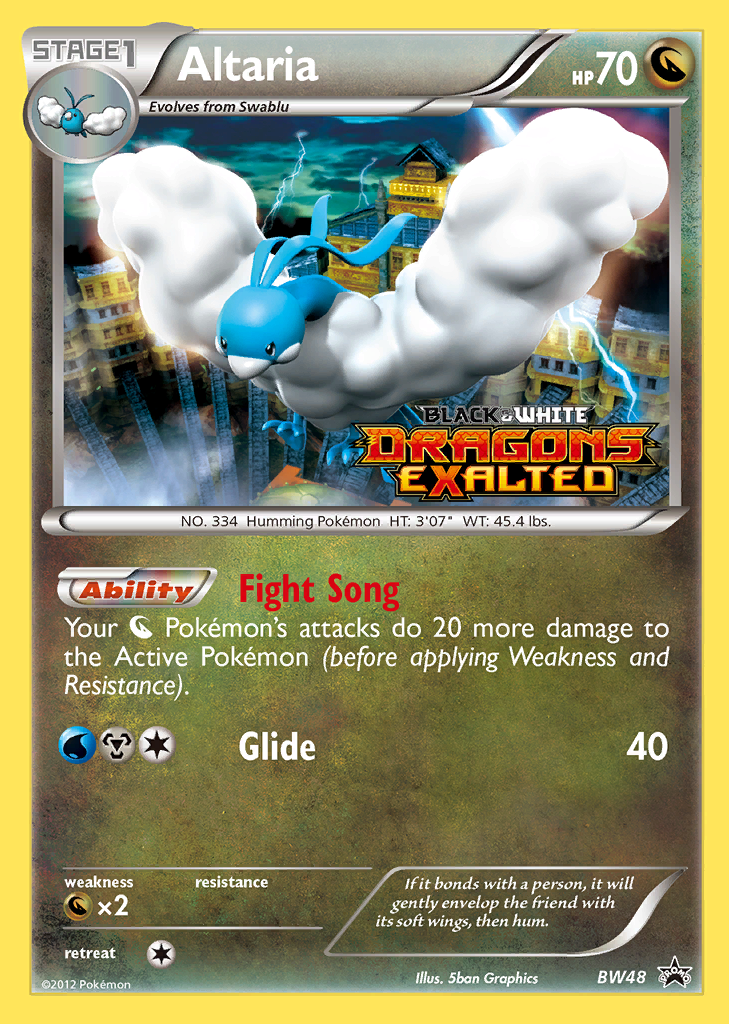 STAGE1
Altaria
HP70
Evolves from Swablu
BLACK&WHITE
DRAGONS
EXALTED
NO. 334 Humming Pokémon HT: 3'07" WT: 45.4 lbs.
Ability Fight Song
Your Pokémon's attacks do 20 more damage to
the Active Pokémon (before applying Weakness and
Resistance).
Glide 40
weakness resistance
×2
If it bonds with a person, it will
gently envelop the friend with
its soft wings, then hum.
retreat
©2012 Pokémon
Illus. 5ban Graphics
BW48
PROMO